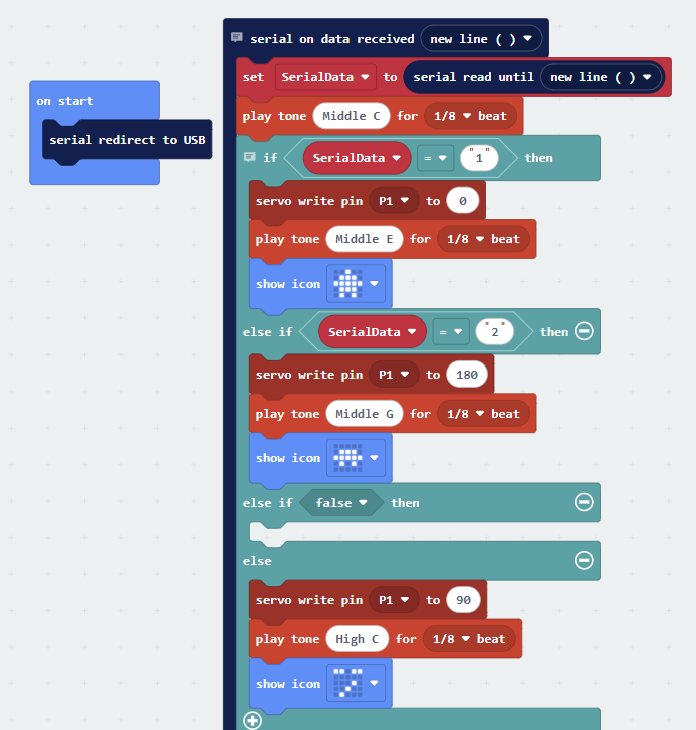 serial on data received new line ( )
set SerialData to serial read until new line ( )
on start
play tone Middle C for 1/8 beat
serial redirect to USB
if SerialData = "1" then
servo write pin P1 to 0
play tone Middle E for 1/8 beat
show icon
else if SerialData = "2" then
servo write pin P1 to 180
play tone Middle G for 1/8 beat
show icon
else if false then
else
servo write pin P1 to 90
play tone High C for 1/8 beat
show icon